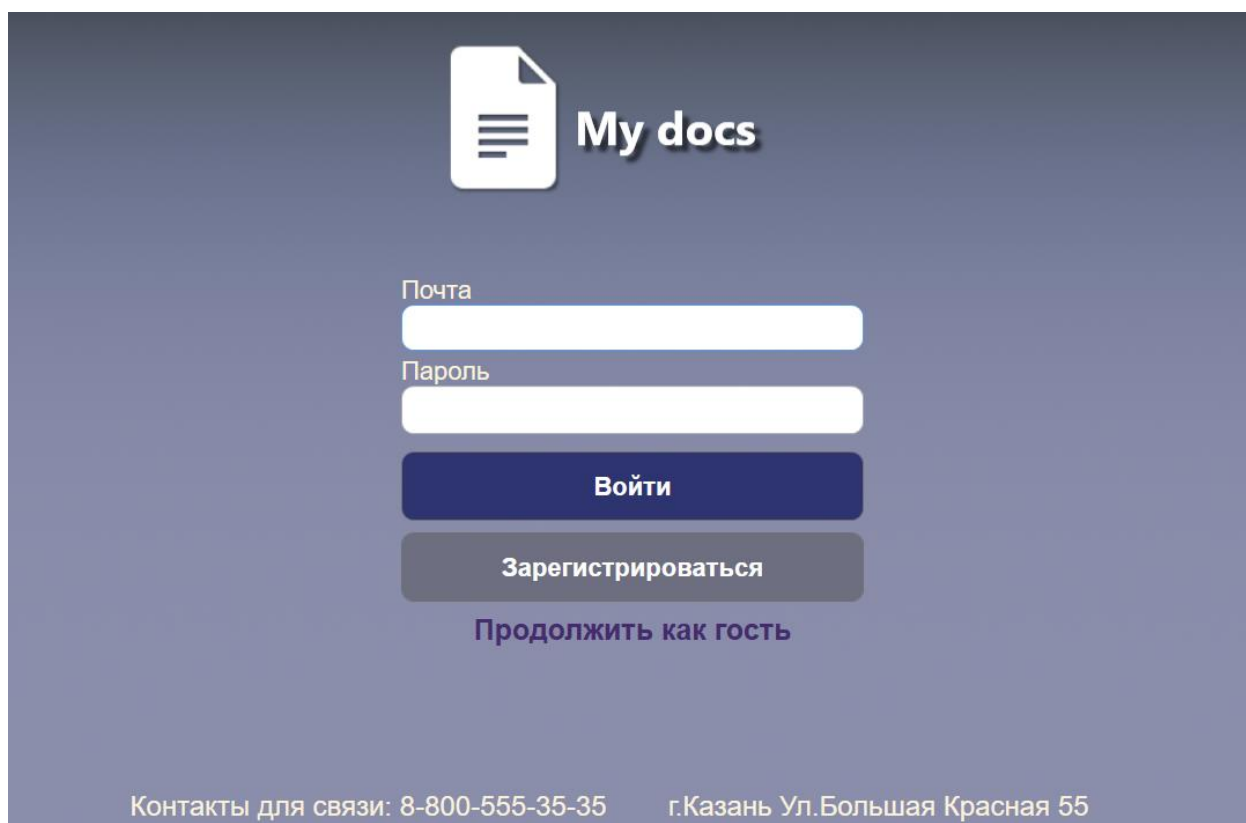 My docs
Почта
Пароль
Войти
Зарегистрироваться
Продолжить как гость
Контакты для связи: 8-800-555-35-35 г.Казань Ул.Большая Красная 55